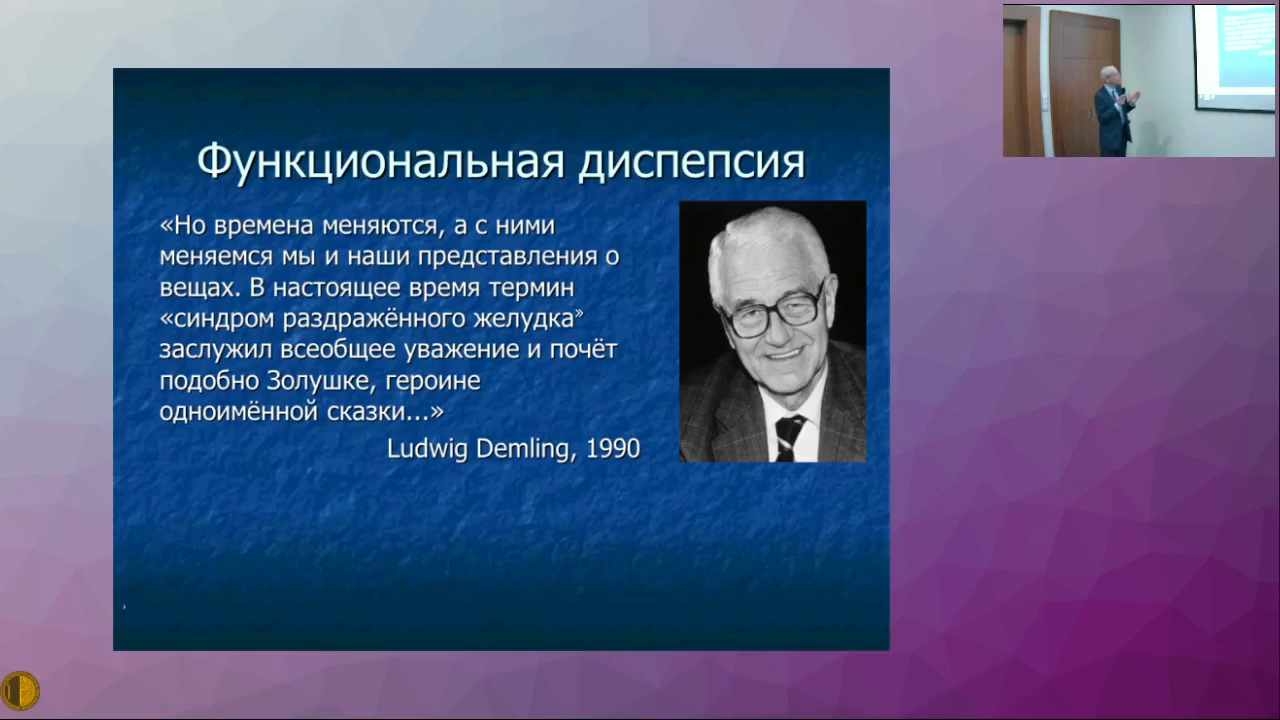 Функциональная диспепсия
«Но времена меняются, а с ними
меняемся мы и наши представления о
вещах. В настоящее время термин
«синдром раздражённого желудка”
заслужил всеобщее уважение и почёт
подобно Золушке, героине
одноимённой сказки...»
Ludwig Demling, 1990